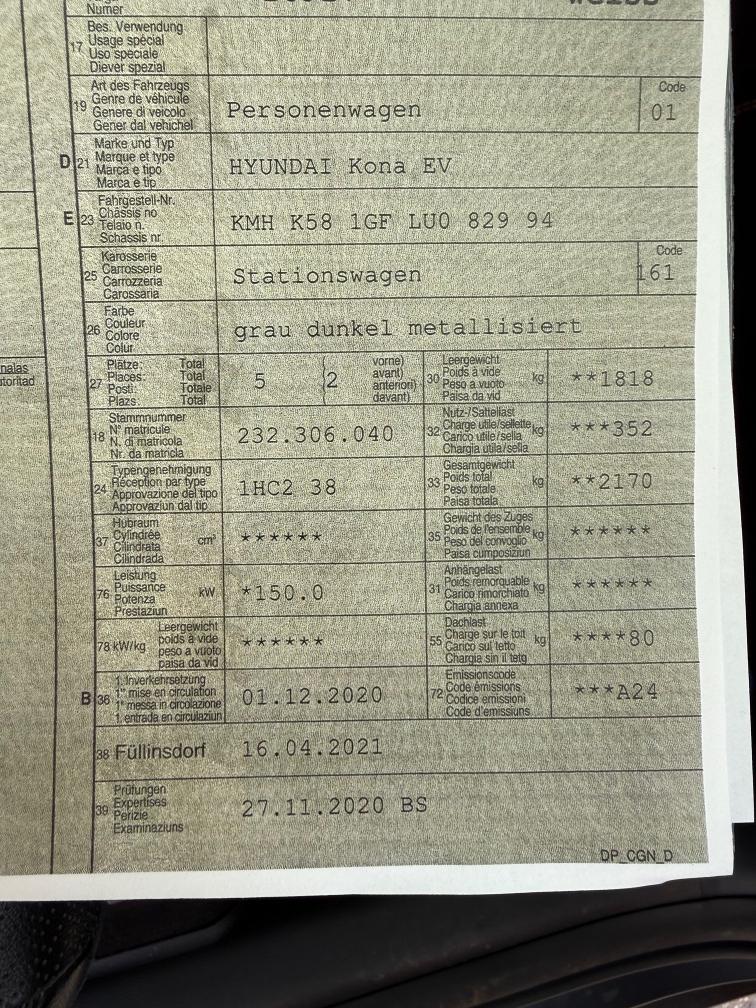 Numer
17 Bes. Verwendung
Usage spécial
Uso speciale
Diever spezial
19 Art des Fahrzeugs
Genre de véhicule
Genere di veicolo
Gener dal vehichel
Personenwagen
Code
01
D 21 Marke und Typ
Marque et type
Marca e tipo
Marca e tip
HYUNDAI Kona EV
E 23 Fahrgestell-Nr.
Châssis no
Telaio n.
Schassis nr.
KMH K58 1GF LU0 829 94
25 Karosserie
Carrosserie
Carrozzeria
Carossaria
Stationswagen
Code
161
26 Farbe
Couleur
Colore
Colur
grau dunkel metallisiert
27 Plätze: Total
Places: Total
Posti: Totale
Plazs: Total
5 (2
vorne)
avant)
anteriori)
davant)
30 Leergewicht
Poids à vide
Peso a vuoto
Paisa da vid
kg
**1818
18 Stammnummer
N° matricule
N. di matricola
Nr. da matricla
232.306.040
32 Nutz-/Sattellast
Charge utile/sellette
Carico utile/sella
Chargia utila/sella
kg
***352
24 Typengenehmigung
Réception par type
Approvazione del tipo
Approvaziun dal tip
1HC2 38
33 Gesamtgewicht
Poids total
Peso totale
Paisa totala
kg
**2170
37 Hubraum
Cylindrée
Cilindrata
Cilindrada
cm³
******
35 Gewicht des Zuges
Poids de l'ensemble
Peso del convoglio
Paisa cumposiziun
kg
******
76 Leistung
Puissance
Potenza
Prestaziun
kW
*150.0
31 Anhängelast
Poids remorquable
Carico rimorchiato
Chargia annexa
kg
******
78 kW/kg Leergewicht
poids à vide
peso a vuoto
paisa da vid
******
55 Dachlast
Charge sur le toit
Carico sul tetto
Chargia sin il tetg
kg
****80
B 36 1. Inverkehrsetzung
1re mise en circulation
1a messa in circolazione
1. entrada en circulaziun
01.12.2020
72 Emissionscode
Code émissions
Codice emissioni
Code d'emissiuns
***A24
38 Füllinsdorf
16.04.2021
39 Prüfungen
Expertises
Perizie
Examinaziuns
27.11.2020 BS
DP_CGN_D